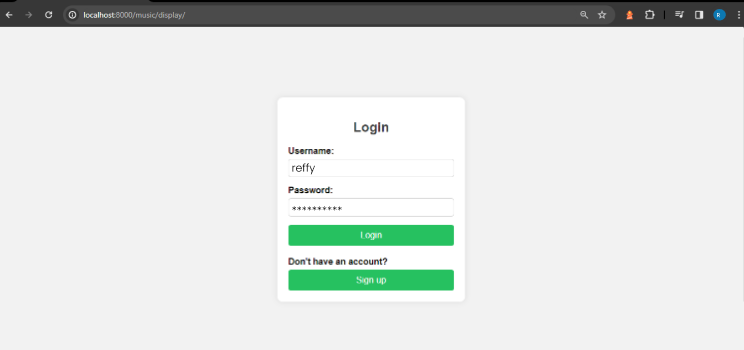 localhost:8000/music/display/
R
LogIn
Username:
reffy
Password:
**********
Login
Don't have an account?
Sign up